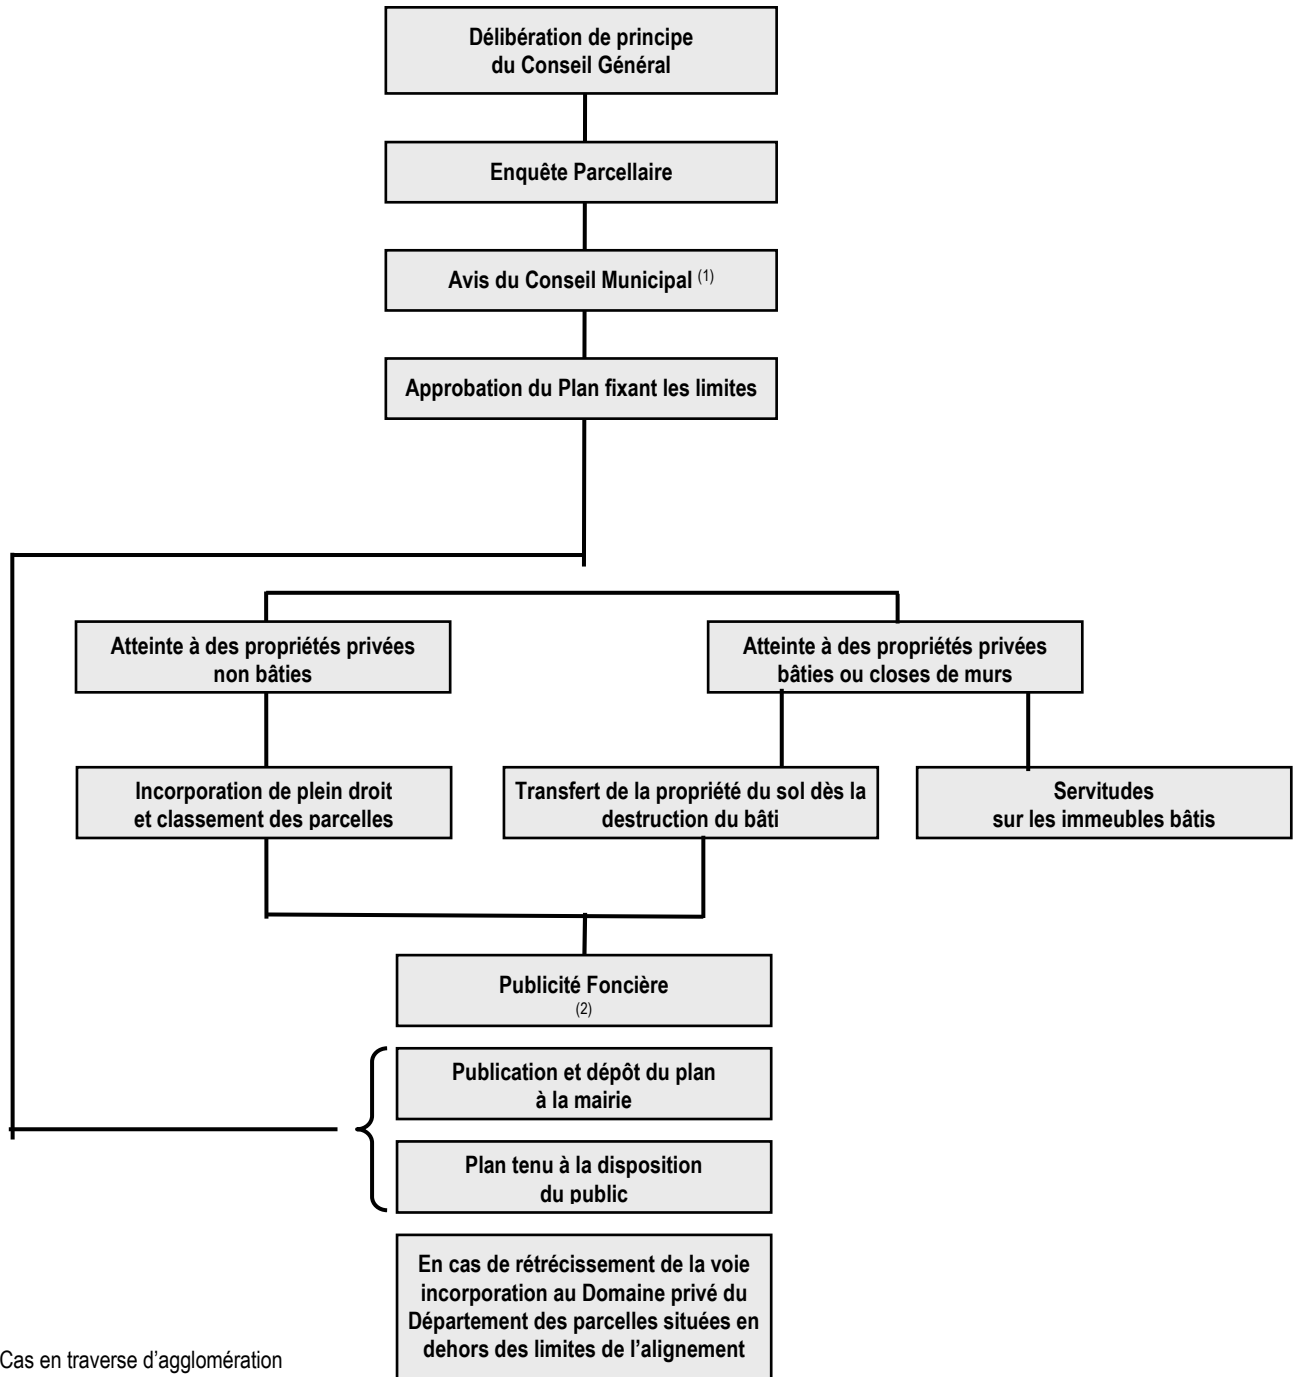 Délibération de principe
du Conseil Général
Enquête Parcellaire
Avis du Conseil Municipal (1)
Approbation du Plan fixant les limites
Atteinte à des propriétés privées
non bâties
Atteinte à des propriétés privées
bâties ou closes de murs
Incorporation de plein droit
et classement des parcelles
Transfert de la propriété du sol dès la
destruction du bâti
Servitudes
sur les immeubles bâtis
Publicité Foncière
(2)
Publication et dépôt du plan
à la mairie
Plan tenu à la disposition
du public
En cas de rétrécissement de la voie
incorporation au Domaine privé du
Département des parcelles situées en
dehors des limites de l’alignement
Cas en traverse d’agglomération